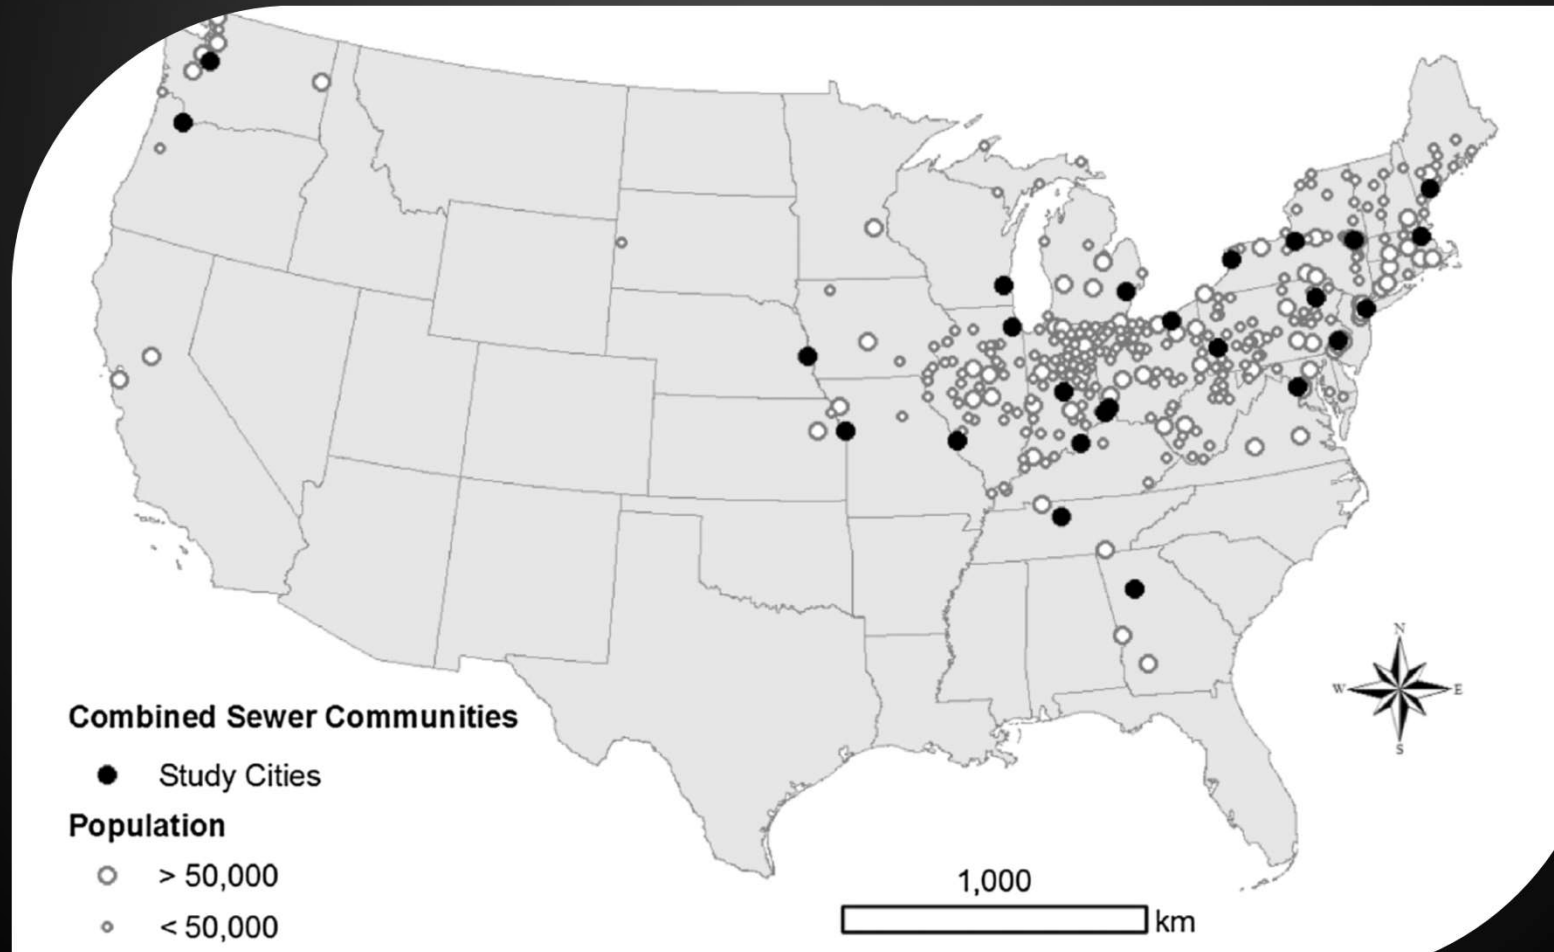 N
W
E
S
Combined Sewer Communities
Study Cities
Population
> 50,000
< 50,000
1,000
km